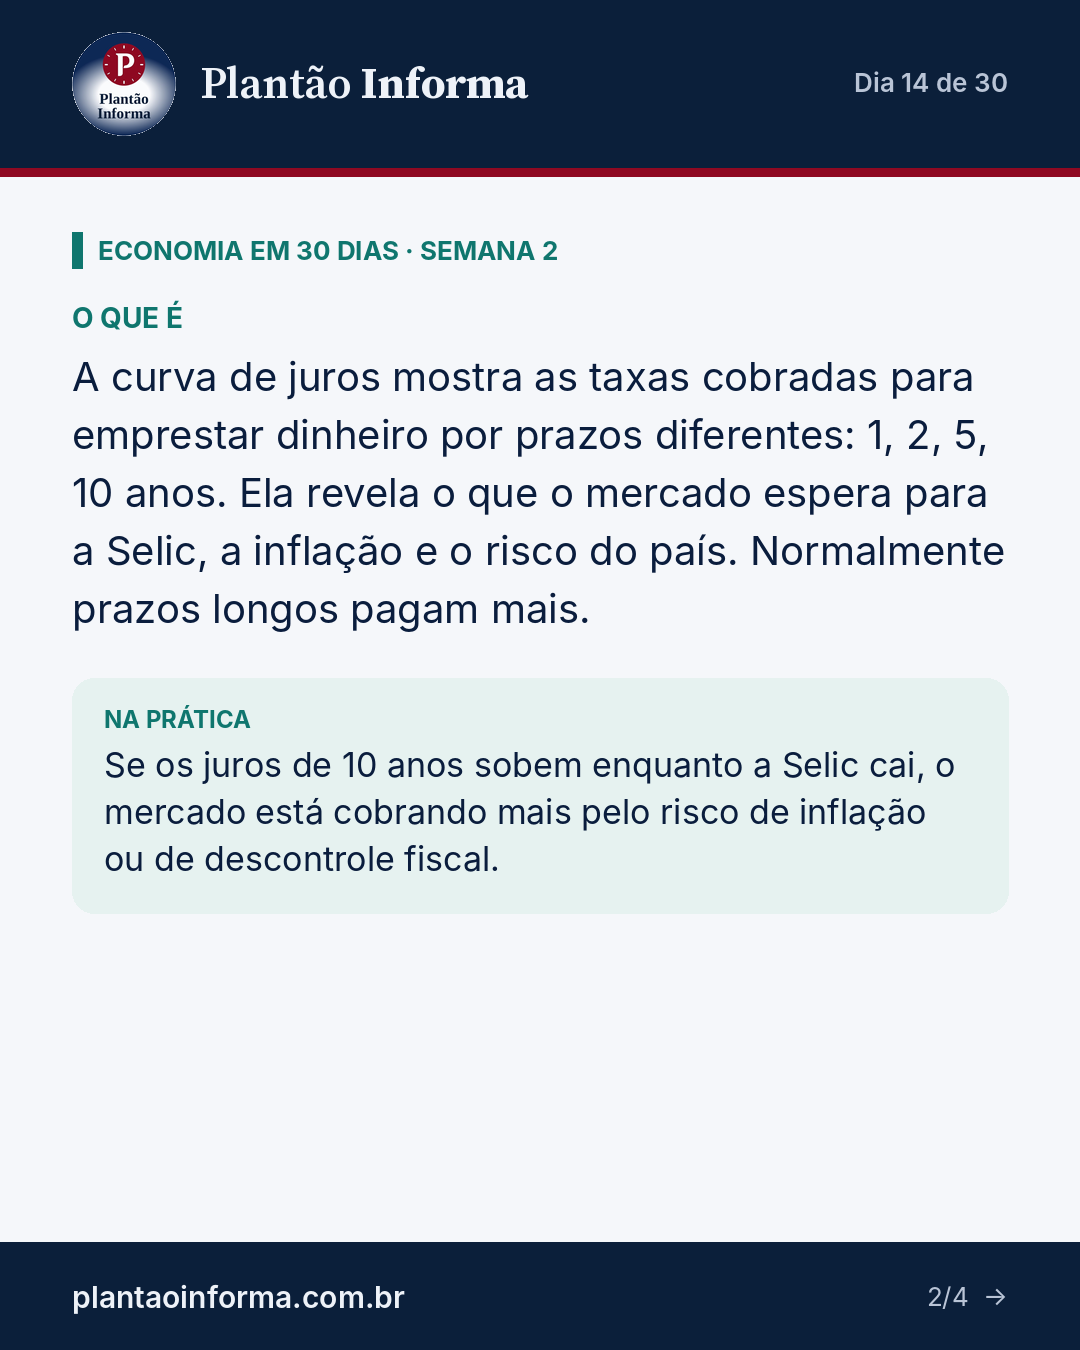 P
Plantão
Informa
Plantão Informa
Dia 14 de 30
ECONOMIA EM 30 DIAS · SEMANA 2
O QUE É
A curva de juros mostra as taxas cobradas para
emprestar dinheiro por prazos diferentes: 1, 2, 5,
10 anos. Ela revela o que o mercado espera para
a Selic, a inflação e o risco do país. Normalmente
prazos longos pagam mais.
NA PRÁTICA
Se os juros de 10 anos sobem enquanto a Selic cai, o
mercado está cobrando mais pelo risco de inflação
ou de descontrole fiscal.
plantaoinforma.com.br
2/4 →